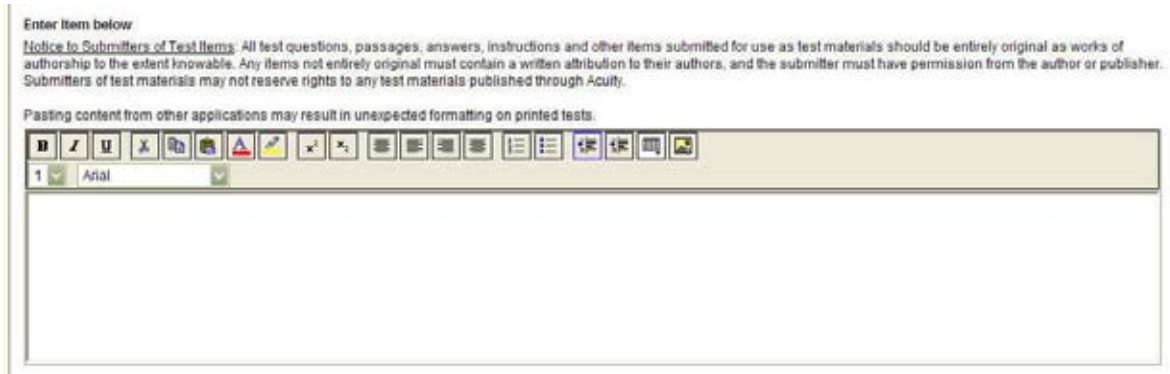 Enter Item below
Notice to Submitters of Test Items: All test questions, passages, answers, instructions and other items submitted for use as test materials should be entirely original as works of
authorship to the extent knowable. Any items not entirely original must contain a written attribution to their authors, and the submitter must have permission from the author or publisher.
Submitters of test materials may not reserve rights to any test materials published through Acuity.
Pasting content from other applications may result in unexpected formatting on printed tests.
B I U A x² x₂
1 Arial